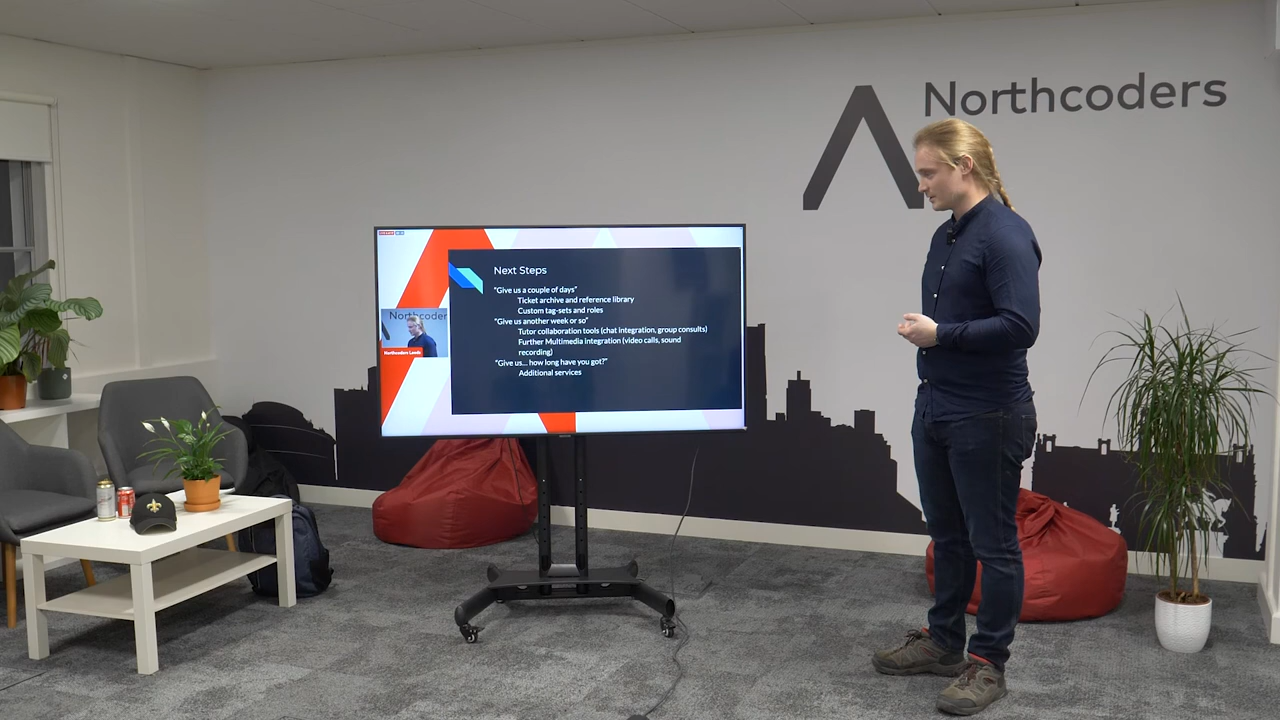 Northcoders
Next Steps
"Give us a couple of days"
Ticket archive and reference library
Custom tag-sets and roles
"Give us another week or so"
Tutor collaboration tools (chat integration, group consults)
Further Multimedia integration (video calls, sound
recording)
"Give us... how long have you got?"
Additional services
Northcoder
Northcoders Leeds